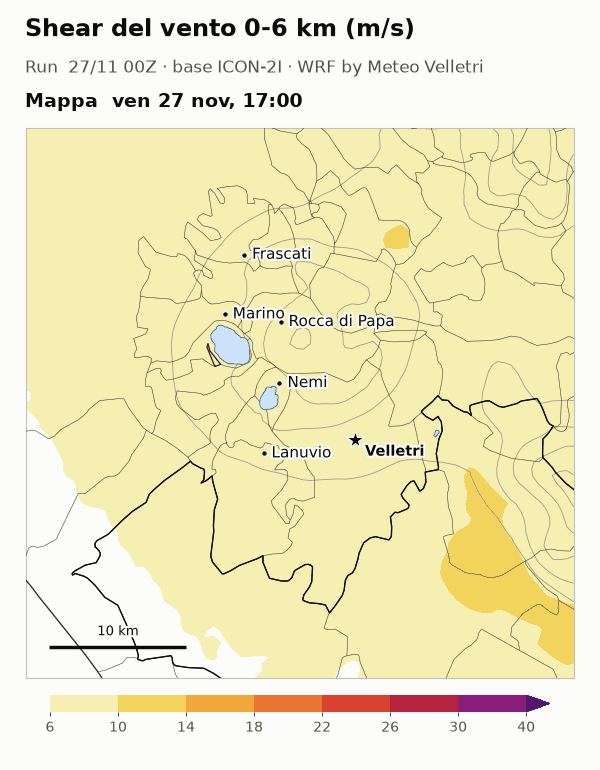 Shear del vento 0-6 km (m/s)
Run  27/11 00Z · base ICON-2I · WRF by Meteo Velletri
Mappa  ven 27 nov, 17:00
Frascati
Marino
Rocca di Papa
Nemi
Velletri
Lanuvio
10 km
6 10 14 18 22 26 30 40